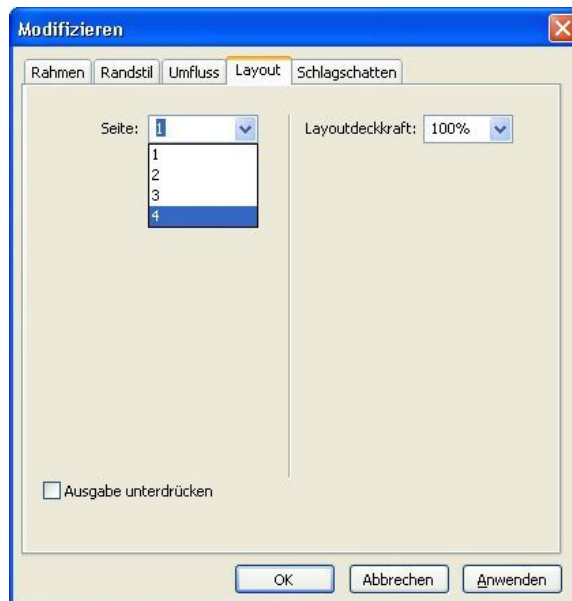 Modifizieren
Rahmen Randstil Umfluss Layout Schlagschatten
Seite: 1 Layoutdeckkraft: 100%
1
2
3
4
Ausgabe unterdrücken
OK Abbrechen Anwenden